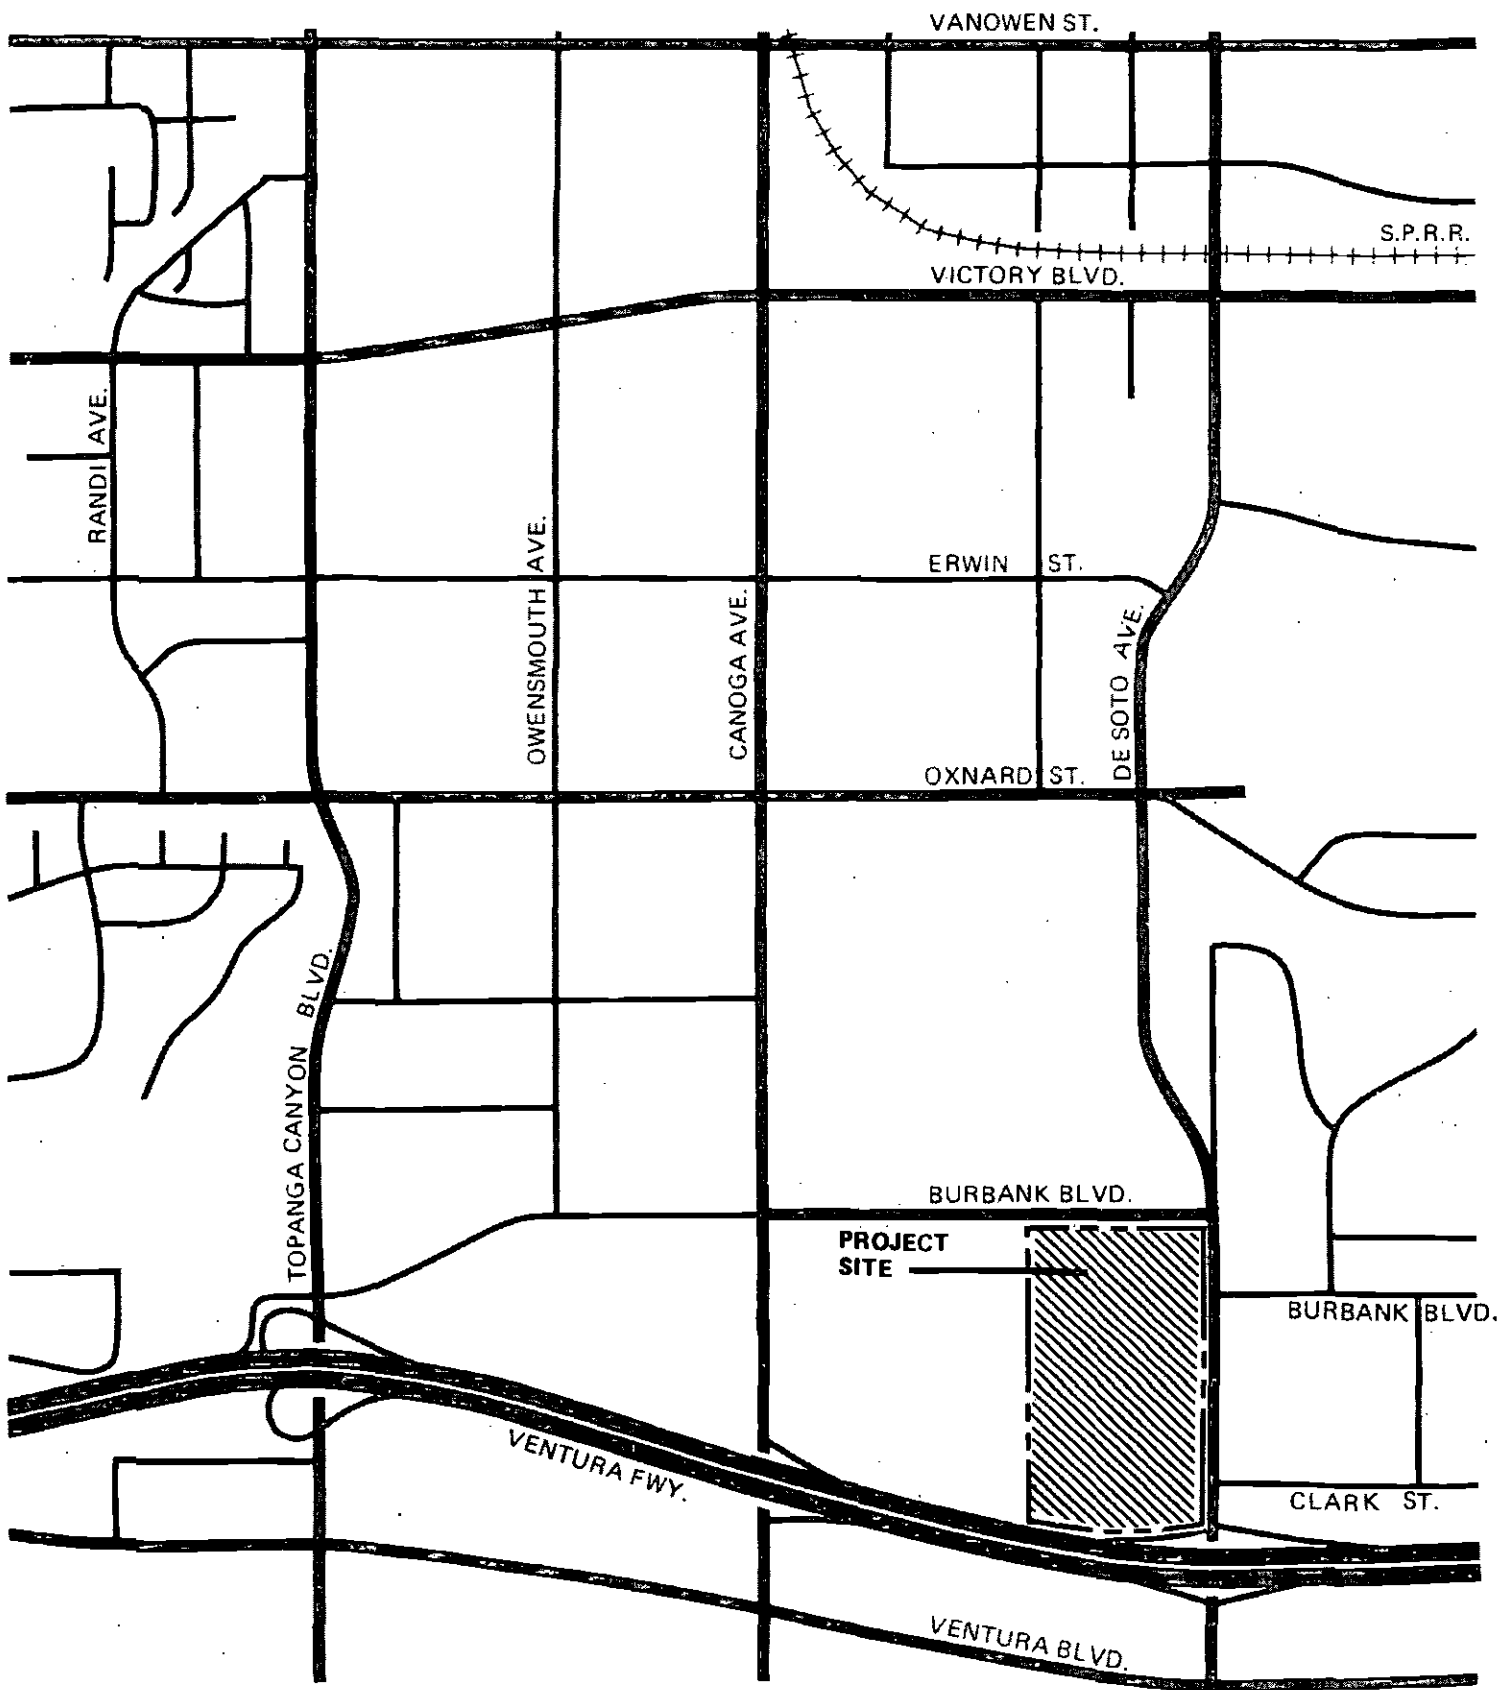 VANOWEN ST.
S.P.R.R.
VICTORY BLVD.
RANDI AVE.
OWENSMOUTH AVE.
ERWIN ST.
CANOGA AVE.
DE SOTO AVE.
OXNARD ST.
TOPANGA CANYON BLVD.
BURBANK BLVD.
PROJECT
SITE
BURBANK BLVD.
VENTURA FWY.
CLARK ST.
VENTURA BLVD.